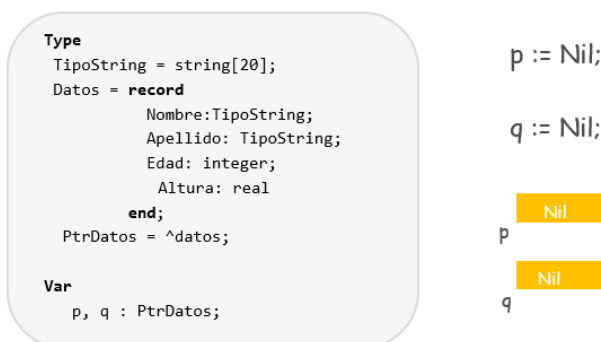 Type
TipoString = string[20];
Datos = record
Nombre:TipoString;
Apellido: TipoString;
Edad: integer;
Altura: real
end;
PtrDatos = ^datos;
Var
p, q : PtrDatos;
p := Nil;
q := Nil;
Nil
p
Nil
q